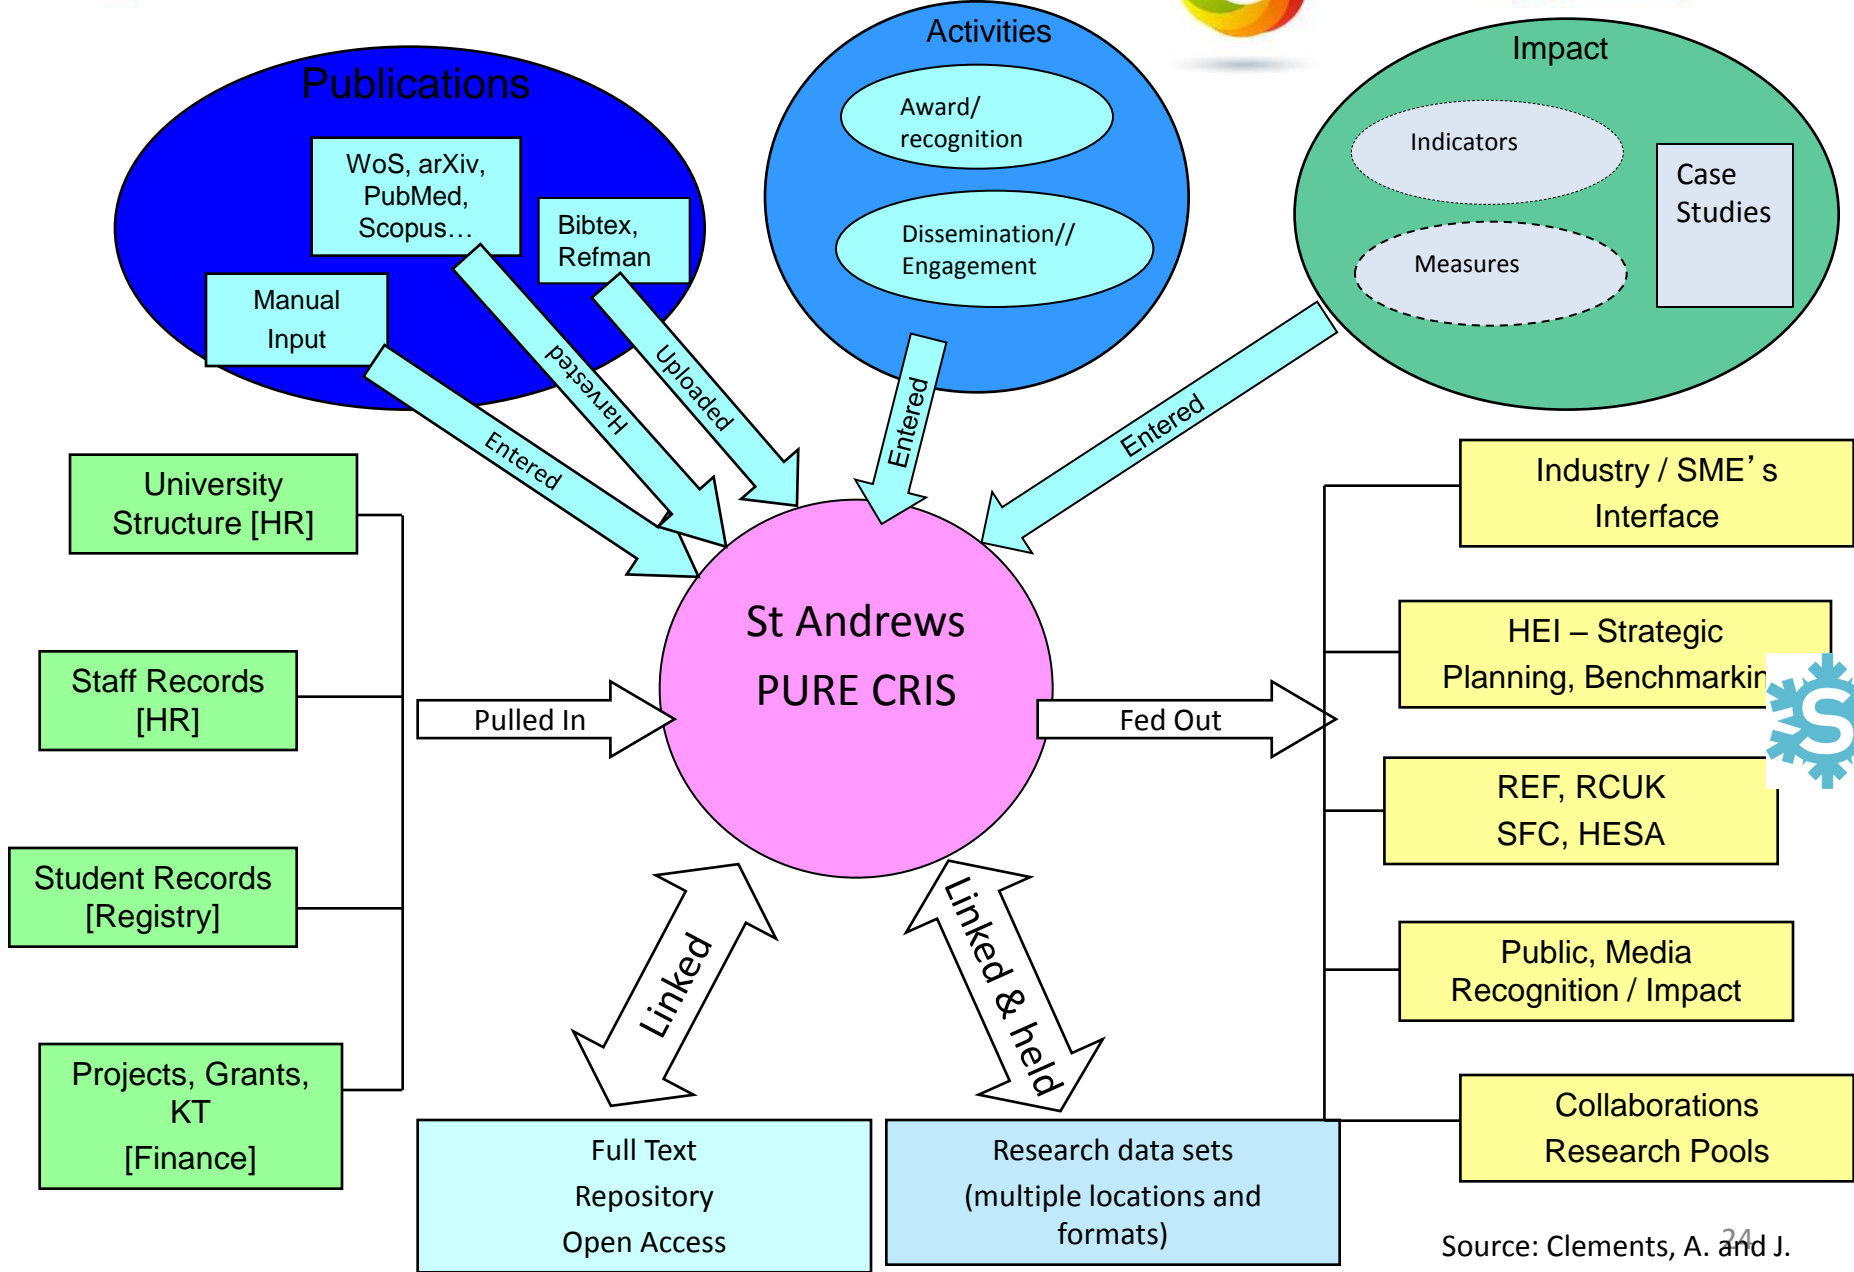 Publications
WoS, arXiv,
PubMed,
Scopus…
Bibtex,
Refman
Manual
Input
Activities
Award/
recognition
Dissemination//
Engagement
Impact
Indicators
Measures
Case
Studies
Entered
Harvested
Uploaded
Entered
Entered
University
Structure [HR]
Staff Records
[HR]
Student Records
[Registry]
Projects, Grants,
KT
[Finance]
Pulled In
St Andrews
PURE CRIS
Fed Out
Industry / SME’s
Interface
HEI – Strategic
Planning, Benchmarkin
S
REF, RCUK
SFC, HESA
Public, Media
Recognition / Impact
Collaborations
Research Pools
Linked
Linked & held
Full Text
Repository
Open Access
Research data sets
(multiple locations and
formats)
24
Source: Clements, A. and J.